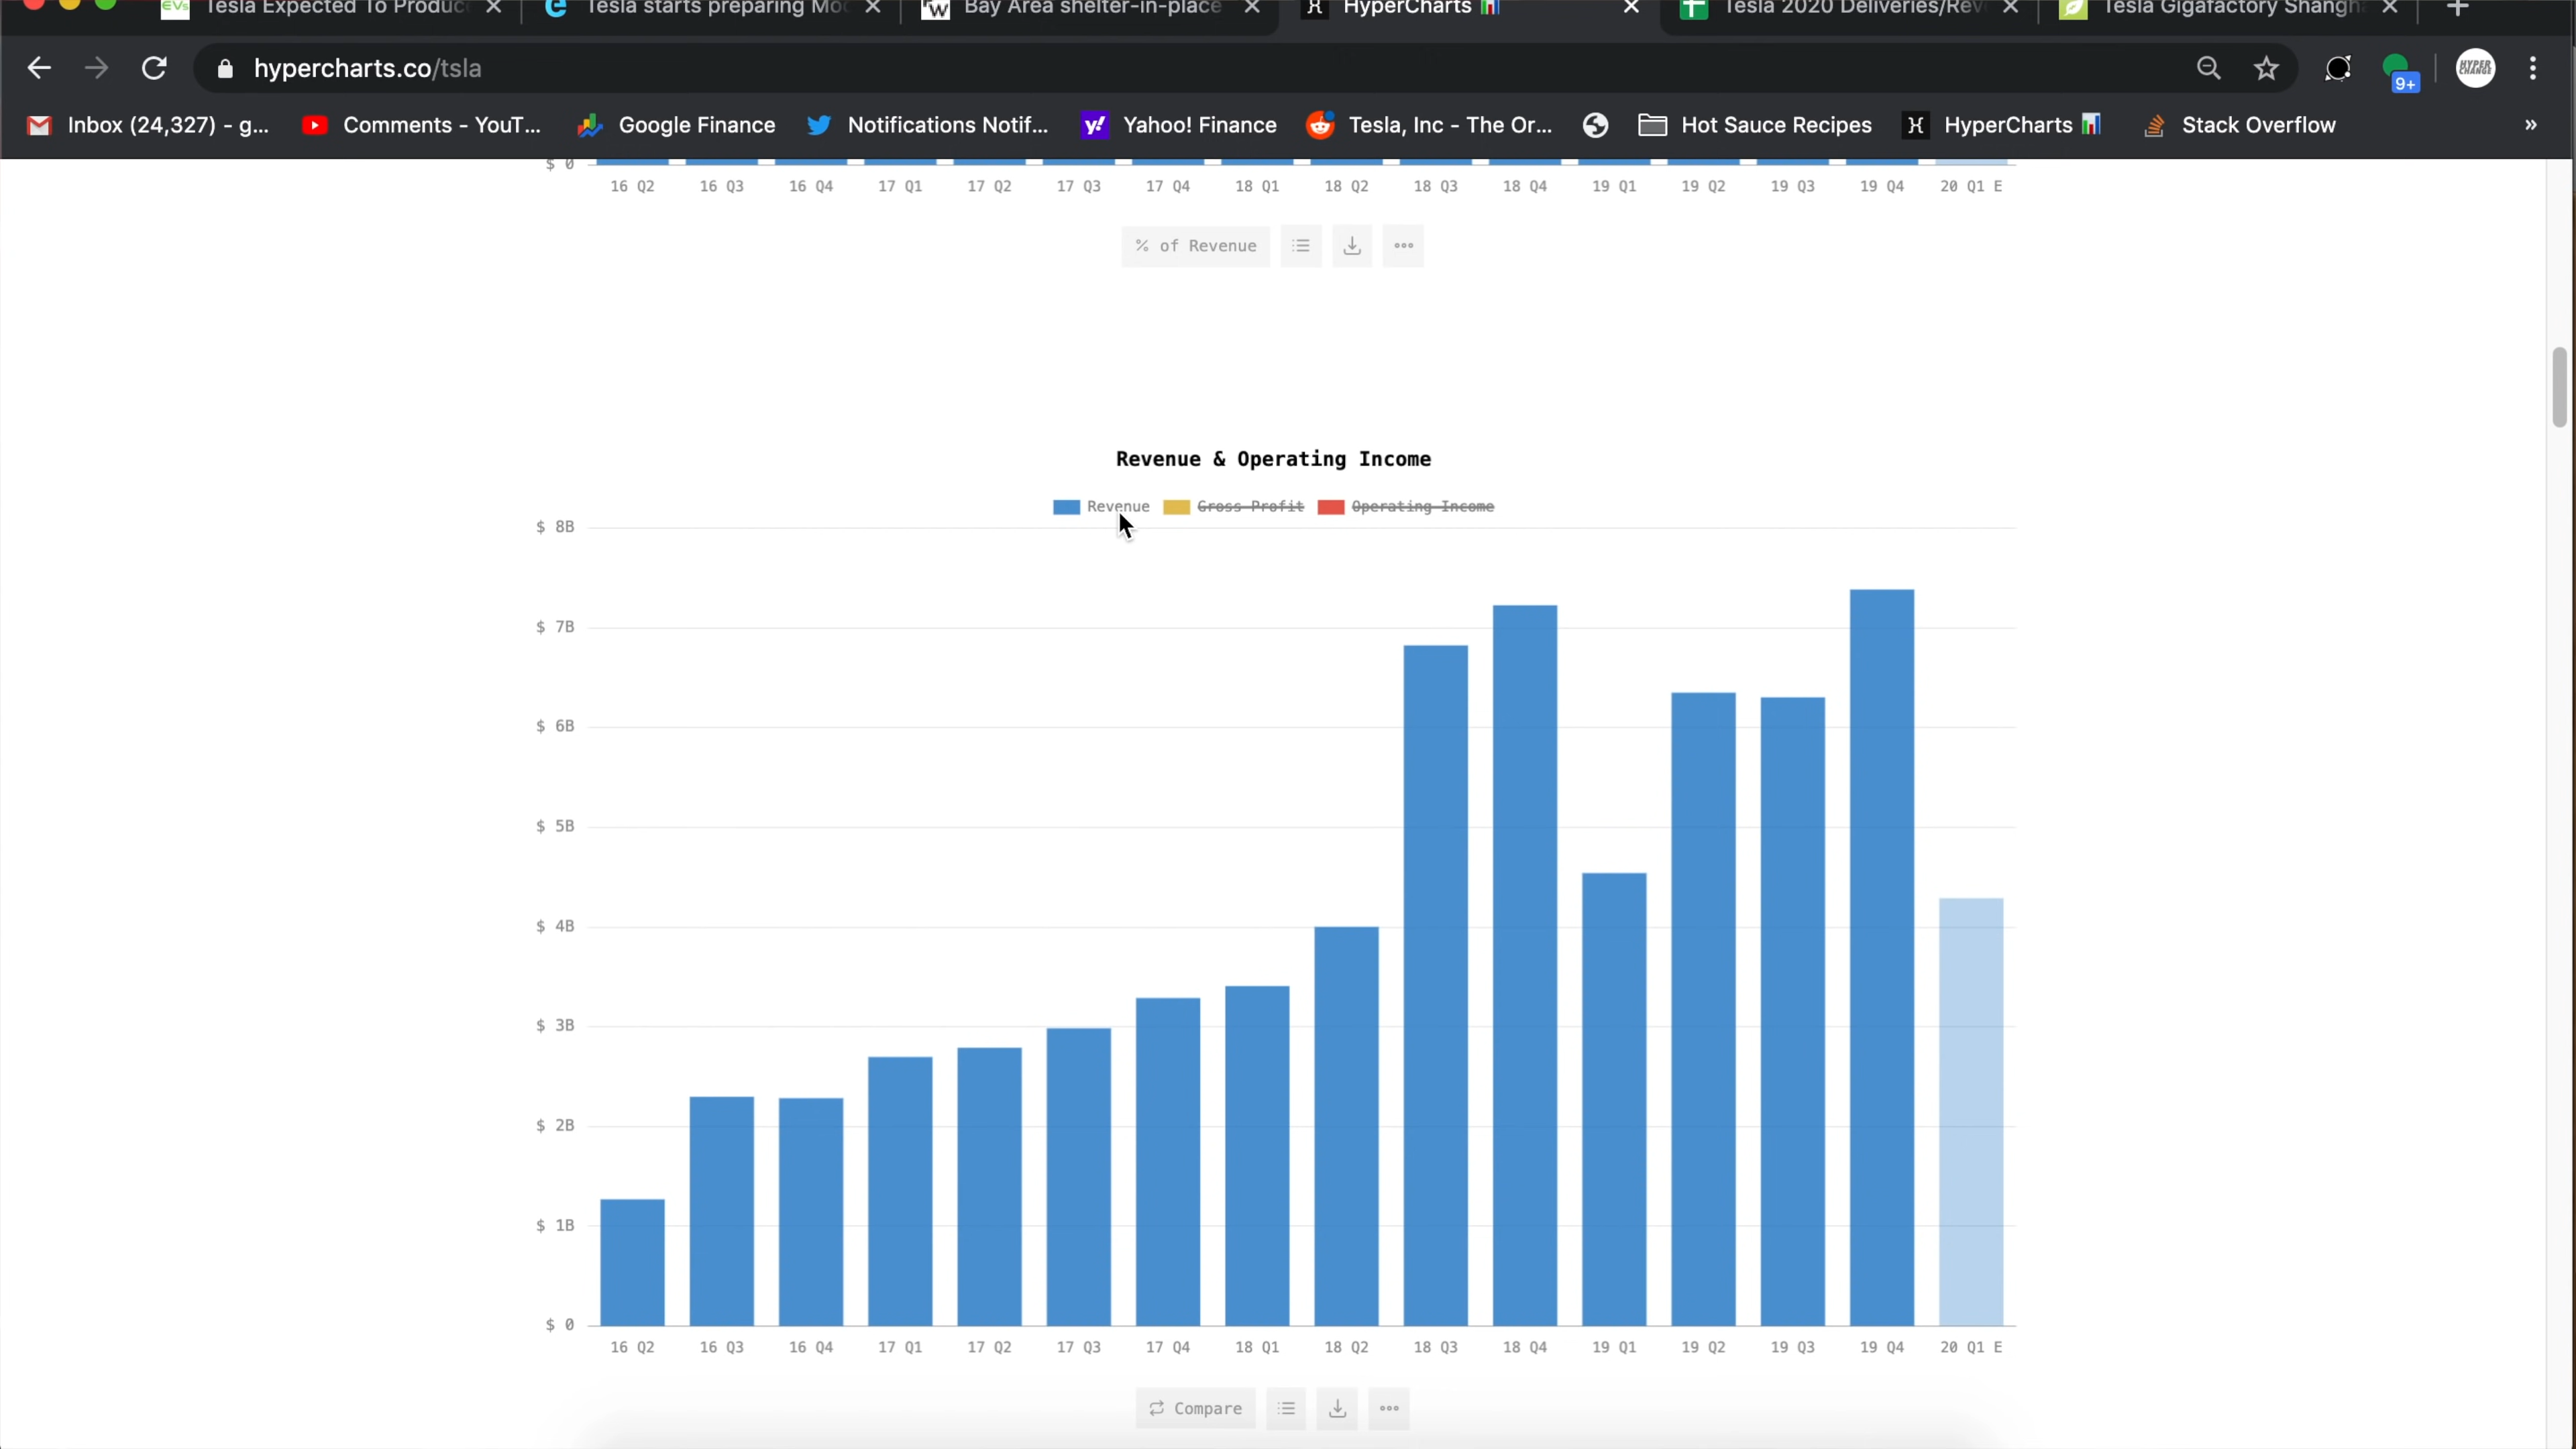 EVs Tesla Expected To Produc
Tesla starts preparing Mo
Bay Area shelter-in-place
HyperCharts
Tesla 2020 Deliveries/Rev
Tesla Gigafactory Shangh
hypercharts.co/tsla
HYPER CHANGE
9+
Inbox (24,327) - g...
Comments - YouT...
Google Finance
Notifications Notif...
Yahoo! Finance
Tesla, Inc - The Or...
Hot Sauce Recipes
HyperCharts
Stack Overflow
»
$ 0
16 Q2 16 Q3 16 Q4 17 Q1 17 Q2 17 Q3 17 Q4 18 Q1 18 Q2 18 Q3 18 Q4 19 Q1 19 Q2 19 Q3 19 Q4 20 Q1 E
% of Revenue
Revenue & Operating Income
Revenue Gross Profit Operating Income
$ 8B
$ 7B
$ 6B
$ 5B
$ 4B
$ 3B
$ 2B
$ 1B
$ 0
16 Q2 16 Q3 16 Q4 17 Q1 17 Q2 17 Q3 17 Q4 18 Q1 18 Q2 18 Q3 18 Q4 19 Q1 19 Q2 19 Q3 19 Q4 20 Q1 E
Compare